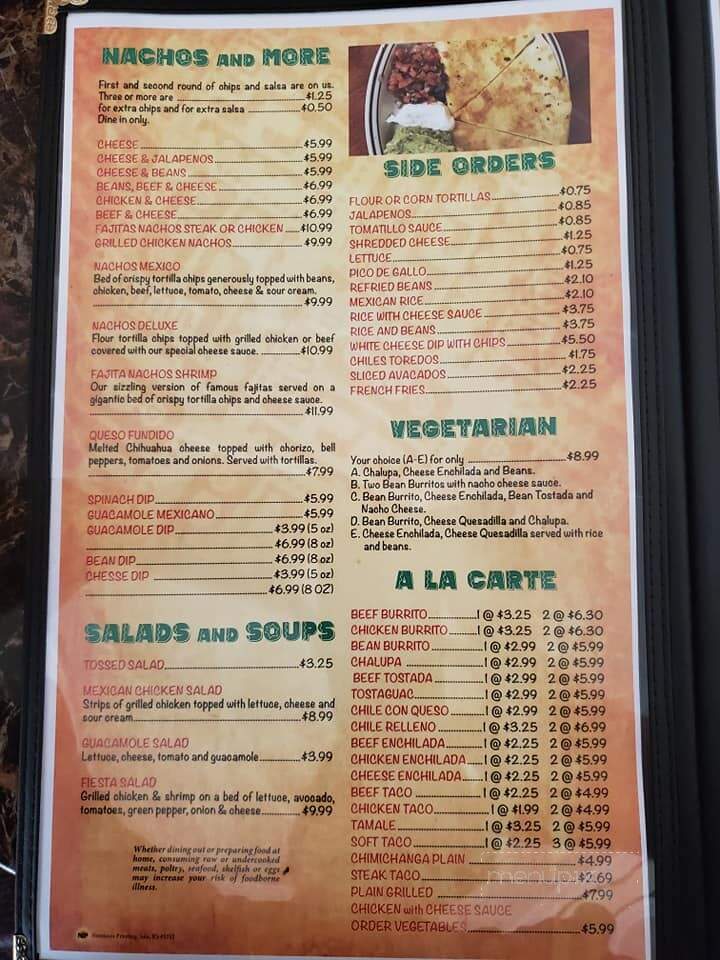 NACHOS AND MORE
First and second round of chips and salsa are on us.
Three or more are $1.25
for extra chips and for extra salsa $0.50
Dine in only.
CHEESE $5.99
CHEESE & JALAPENOS $5.99
CHEESE & BEANS $5.99
BEANS, BEEF & CHEESE $6.99
CHICKEN & CHEESE $6.99
BEEF & CHEESE $6.99
FAJITAS NACHOS STEAK OR CHICKEN $10.99
GRILLED CHICKEN NACHOS $9.99
NACHOS MEXICO
Bed of crispy tortilla chips generously topped with beans,
chicken, beef, lettuce, tomato, cheese & sour cream.
$9.99
NACHOS DELUXE
Flour tortilla chips topped with grilled chicken or beef
covered with our special cheese sauce. $10.99
FAJITA NACHOS SHRIMP
Our sizzling version of famous fajitas served on a
gigantic bed of crispy tortilla chips and cheese sauce.
$11.99
QUESO FUNDIDO
Melted Chihuahua cheese topped with chorizo, bell
peppers, tomatoes and onions. Served with tortillas.
$7.99
SPINACH DIP $5.99
GUACAMOLE MEXICANO $5.99
GUACAMOLE DIP $3.99 (5 oz)
$6.99 (8 oz)
BEAN DIP $6.99 (8 oz)
CHESSE DIP $3.99 (5 oz)
$6.99 (8 OZ)
SALADS AND SOUPS
TOSSED SALAD $3.25
MEXICAN CHICKEN SALAD
Strips of grilled chicken topped with lettuce, cheese and
sour cream $8.99
GUACAMOLE SALAD
Lettuce, cheese, tomato and guacamole $3.99
FIESTA SALAD
Grilled chicken & shrimp on a bed of lettuce, avocado,
tomatoes, green pepper, onion & cheese $9.99
Whether dining out or preparing food at
home, consuming raw or undercooked
meats, poltry, seafood, shelfish or eggs
may increase your risk of foodborne
illness.
SIDE ORDERS
FLOUR OR CORN TORTILLAS $0.75
JALAPENOS $0.85
TOMATILLO SAUCE $0.85
SHREDDED CHEESE $1.25
LETTUCE $0.75
PICO DE GALLO $1.25
REFRIED BEANS $2.10
MEXICAN RICE $2.10
RICE WITH CHEESE SAUCE $3.75
RICE AND BEANS $3.75
WHITE CHEESE DIP WITH CHIPS $5.50
CHILES TOREDOS $1.75
SLICED AVACADOS $2.25
FRENCH FRIES $2.25
VEGETARIAN
Your choice (A-E) for only $8.99
A. Chalupa, Cheese Enchilada and Beans.
B. Two Bean Burritos with nacho cheese sauce.
C. Bean Burrito, Cheese Enchilada, Bean Tostada and
Nacho Cheese.
D. Bean Burrito, Cheese Quesadilla and Chalupa.
E. Cheese Enchilada, Cheese Quesadilla served with rice
and beans.
A LA CARTE
BEEF BURRITO 1 @ $3.25 2 @ $6.30
CHICKEN BURRITO 1 @ $3.25 2 @ $6.30
BEAN BURRITO 1 @ $2.99 2 @ $5.99
CHALUPA 1 @ $2.99 2 @ $5.99
BEEF TOSTADA 1 @ $2.99 2 @ $5.99
TOSTAGUAC 1 @ $2.99 2 @ $5.99
CHILE CON QUESO 1 @ $2.99 2 @ $5.99
CHILE RELLENO 1 @ $3.25 2 @ $6.99
BEEF ENCHILADA 1 @ $2.25 2 @ $5.99
CHICKEN ENCHILADA 1 @ $2.25 2 @ $5.99
CHEESE ENCHILADA 1 @ $2.25 2 @ $5.99
BEEF TACO 1 @ $2.25 2 @ $4.99
CHICKEN TACO 1 @ $1.99 2 @ $4.99
TAMALE 1 @ $3.25 2 @ $5.99
SOFT TACO 1 @ $2.25 3 @ $5.99
CHIMICHANGA PLAIN $4.99
STEAK TACO $2.69
PLAIN GRILLED $7.99
CHICKEN with CHEESE SAUCE
ORDER VEGETABLES $5.99